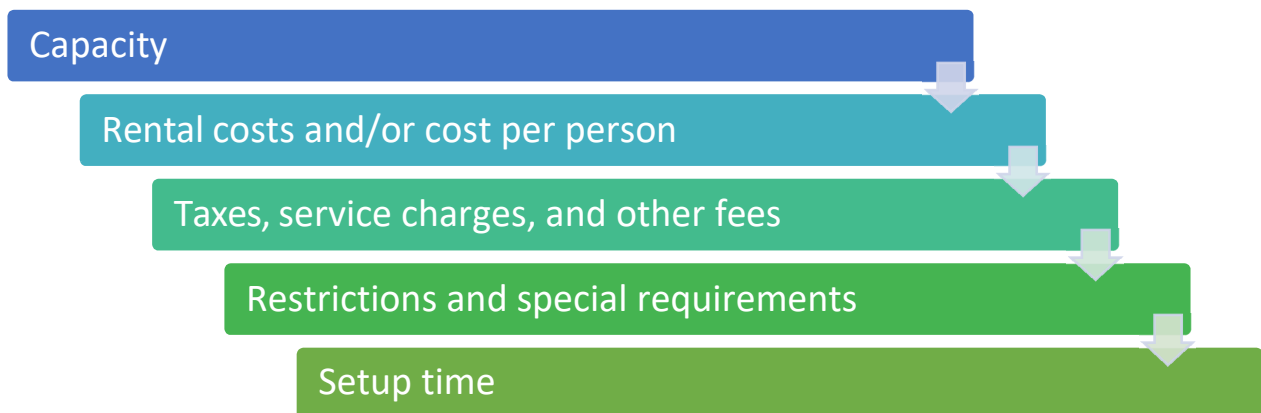 Capacity
Rental costs and/or cost per person
Taxes, service charges, and other fees
Restrictions and special requirements
Setup time